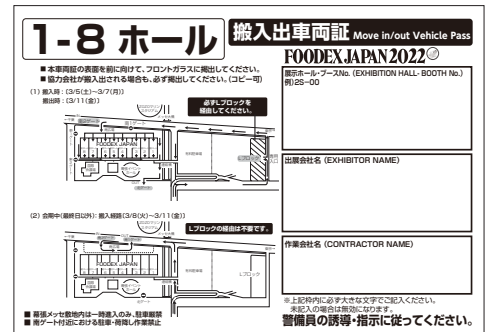 1-8 ホール
搬入出車両証 Move in/out Vehicle Pass
■ 本車両証の表面を前に向けて、フロントガラスに掲出してください。
■ 協力会社が搬入出される場合も、必ず掲出してください。(コピー可)
FOODEX JAPAN 2022
(1) 搬入時:(3/5(土)~3/7(月))
搬出時:(3/11(金))
必ずLブロックを
経由してください。
FOODEX JAPAN
展示ホール・ブースNo. (EXHIBITION HALL- BOOTH No.)
例)2S-00
出展会社名 (EXHIBITOR NAME)
(2) 会期中(最終日以外):搬入経路(3/8(火)~3/11(金))
Lブロックの経由は不要です。
FOODEX JAPAN
Lブロック
作業会社名 (CONTRACTOR NAME)
■ 幕張メッセ敷地内は一時進入のみ、駐車厳禁
■ 南ゲート付近における駐車・荷降し作業禁止
※上記枠内に必ず大きな文字でご記入ください。
未記入の場合は無効になります。
警備員の誘導・指示に従ってください。